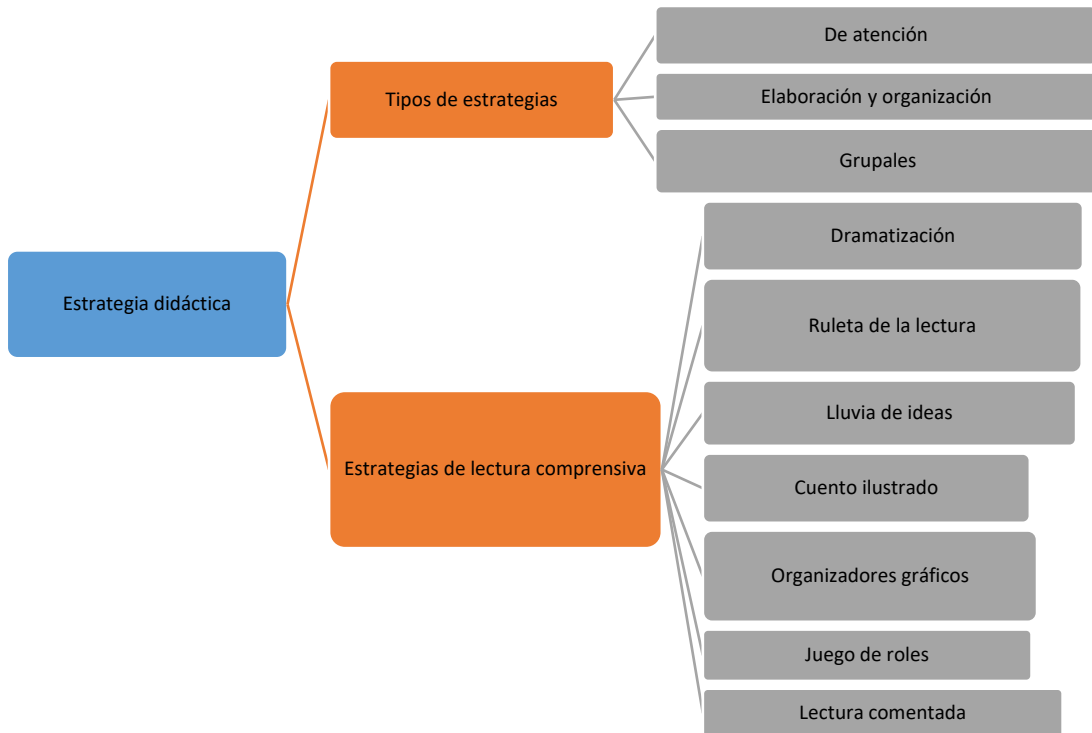 Estrategia didáctica
Tipos de estrategias
De atención
Elaboración y organización
Grupales
Estrategias de lectura comprensiva
Dramatización
Ruleta de la lectura
Lluvia de ideas
Cuento ilustrado
Organizadores gráficos
Juego de roles
Lectura comentada